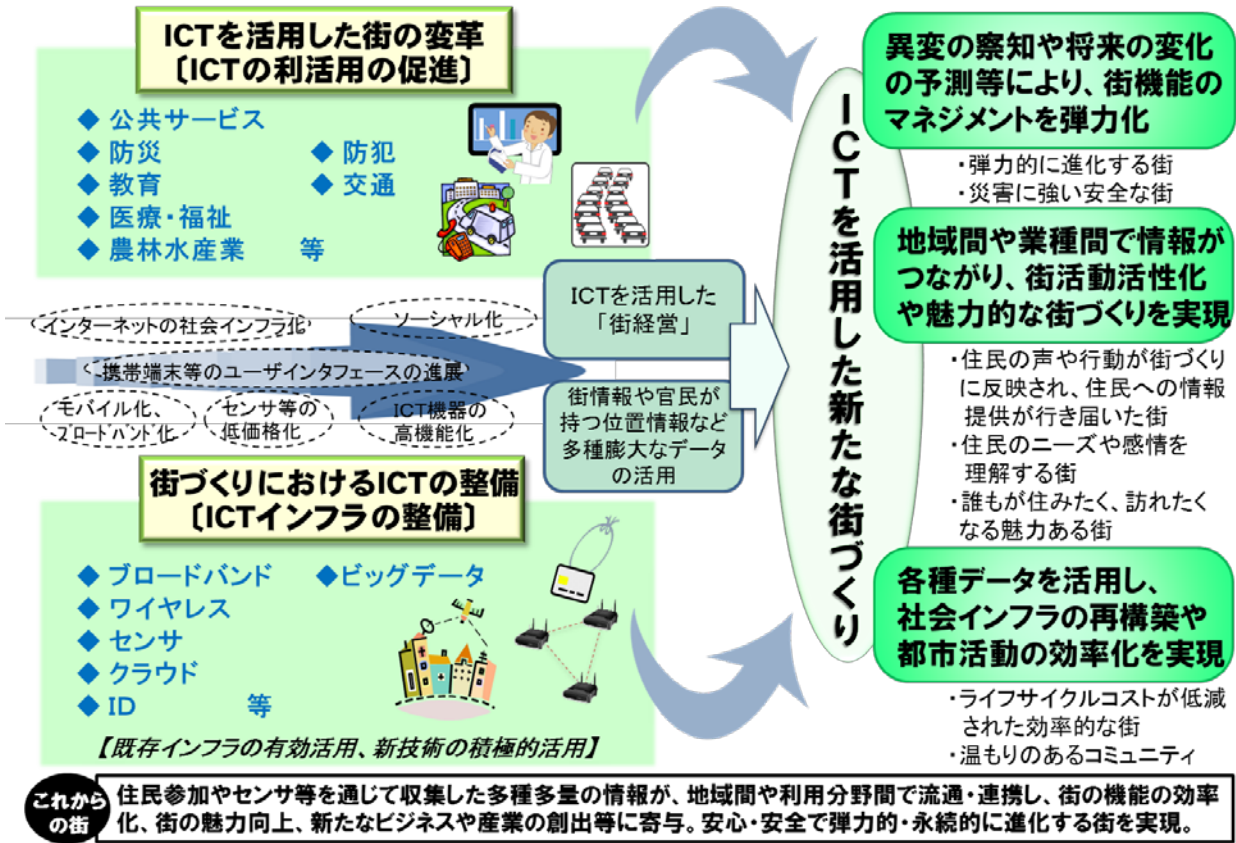 ICTを活用した街の変革
〔ICTの利活用の促進〕
◆ 公共サービス
◆ 防災
◆ 防犯
◆ 教育
◆ 交通
◆ 医療・福祉
◆ 農林水産業 等
インターネットの社会インフラ化
ソーシャル化
携帯端末等のユーザインタフェースの進展
モバイル化、
ブロードバンド化
センサ等の
低価格化
ICT機器の
高機能化
ICTを活用した
「街経営」
街情報や官民が
持つ位置情報など
多種膨大なデータ
の活用
街づくりにおけるICTの整備
〔ICTインフラの整備〕
◆ ブロードバンド
◆ビッグデータ
◆ ワイヤレス
◆ センサ
◆ クラウド
◆ ID 等
【既存インフラの有効活用、新技術の積極的活用】
ICTを活用した新たな街づくり
異変の察知や将来の変化
の予測等により、街機能の
マネジメントを弾力化
・弾力的に進化する街
・災害に強い安全な街
地域間や業種間で情報が
つながり、街活動活性化
や魅力的な街づくりを実現
・住民の声や行動が街づくり
に反映され、住民への情報
提供が行き届いた街
・住民のニーズや感情を
理解する街
・誰もが住みたく、訪れたく
なる魅力ある街
各種データを活用し、
社会インフラの再構築や
都市活動の効率化を実現
・ライフサイクルコストが低減
された効率的な街
・温もりのあるコミュニティ
これから
の街
住民参加やセンサ等を通じて収集した多種多量の情報が、地域間や利用分野間で流通・連携し、街の機能の効率
化、街の魅力向上、新たなビジネスや産業の創出等に寄与。安心・安全で弾力的・永続的に進化する街を実現。